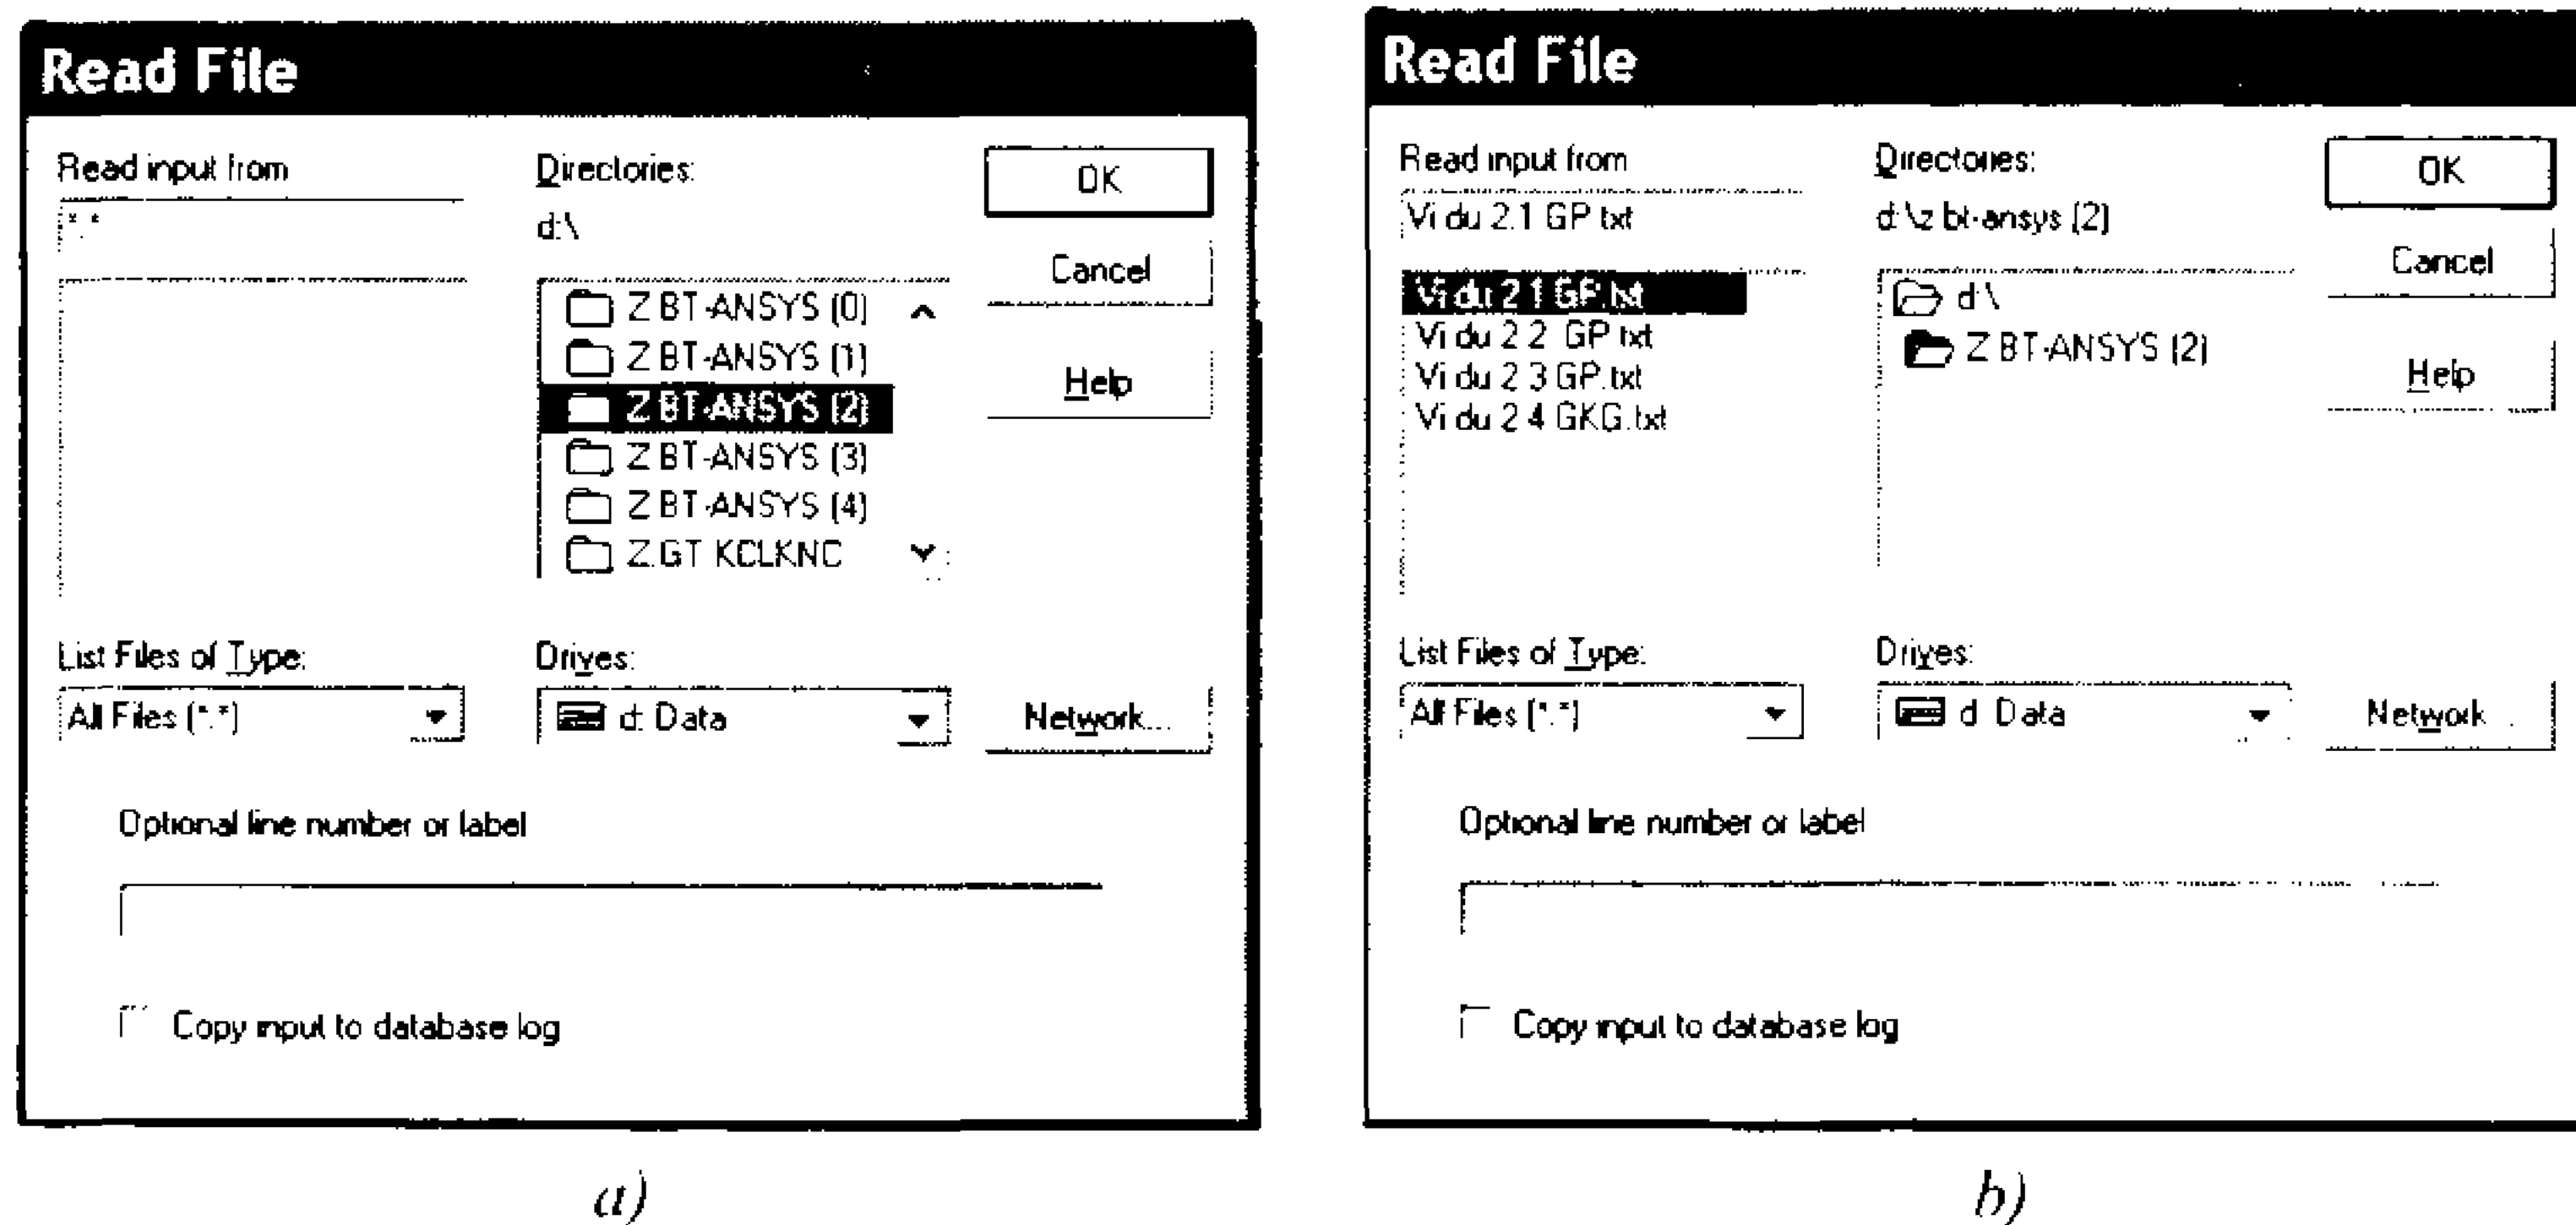 Read File
Read input from
*.*
Directories:
d:\
Z BT-ANSYS (0)
Z BT-ANSYS (1)
Z BT-ANSYS (2)
Z BT-ANSYS (3)
Z BT-ANSYS (4)
Z.GT KCLKNC
OK
Cancel
Help
List Files of Type:
All Files (*.*)
Drives:
d: Data
Network...
Optional line number or label
Copy input to database log
a)
Read File
Read input from
Vi du 2.1 GP txt
Vi du 2 1 GP.txt
Vi du 2 2 GP txt
Vi du 2 3 GP.txt
Vi du 2 4 GKG.txt
Directories:
d:\z bt-ansys (2)
d:\
Z BT-ANSYS (2)
OK
Cancel
Help
List Files of Type:
All Files (*.*)
Drives:
d Data
Network .
Optional line number or label
Copy input to database log
b)